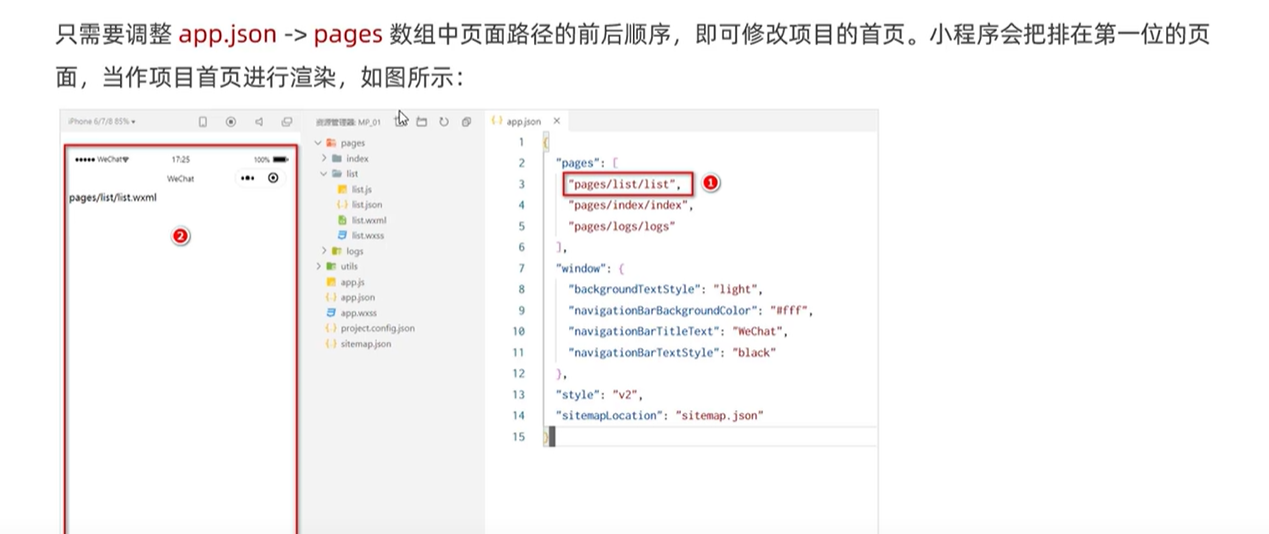 只需要调整 app.json -> pages 数组中页面路径的前后顺序，即可修改项目的首页。小程序会把排在第一位的页
面，当作项目首页进行渲染，如图所示：
iPhone 6/7/8 85%
WeChat 17:25 100%
WeChat
pages/list/list.wxml
2
资源管理器: MP_01
pages
index
list
list.js
list.json
list.wxml
list.wxss
logs
utils
app.js
app.json
app.wxss
project.config.json
sitemap.json
app.json
1 {
2 "pages": [
3 "pages/list/list", 1
4 "pages/index/index",
5 "pages/logs/logs"
6 ],
7 "window": {
8 "backgroundTextStyle": "light",
9 "navigationBarBackgroundColor": "#fff",
10 "navigationBarTitleText": "WeChat",
11 "navigationBarTextStyle": "black"
12 },
13 "style": "v2",
14 "sitemapLocation": "sitemap.json"
15 }